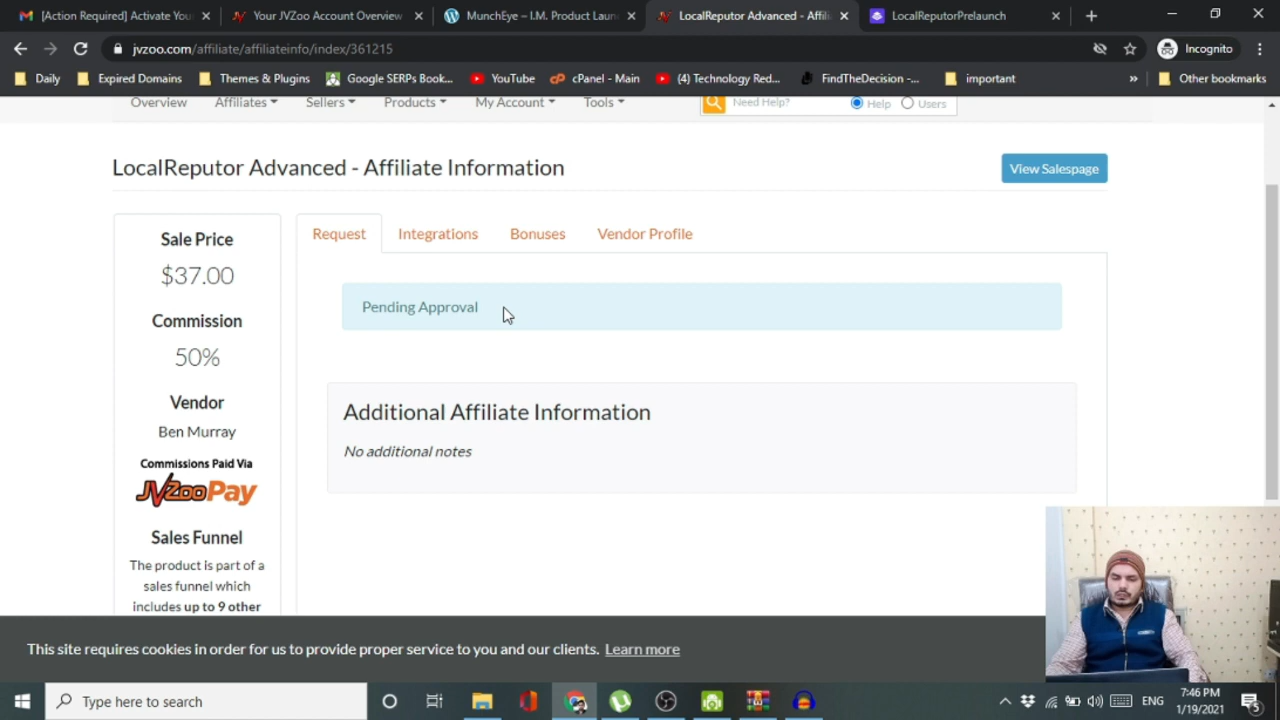 [Action Required] Activate You
Your JVZoo Account Overview
MunchEye – I.M. Product Laun
LocalReputor Advanced - Affili
LocalReputorPrelaunch
jvzoo.com/affiliate/affiliateinfo/index/361215
Incognito
Daily
Expired Domains
Themes & Plugins
Google SERPs Book...
YouTube
cPanel - Main
(4) Technology Red...
FindTheDecision -...
important
»
Other bookmarks
Overview
Affiliates
Sellers
Products
My Account
Tools
Need Help?
Help
Users
LocalReputor Advanced - Affiliate Information
View Salespage
Sale Price
$37.00
Commission
50%
Vendor
Ben Murray
Commissions Paid Via
JVZooPay
Sales Funnel
The product is part of a
sales funnel which
includes up to 9 other
Request
Integrations
Bonuses
Vendor Profile
Pending Approval
Additional Affiliate Information
No additional notes
This site requires cookies in order for us to provide proper service to you and our clients. Learn more
Type here to search
ENG
7:46 PM
1/19/2021
5